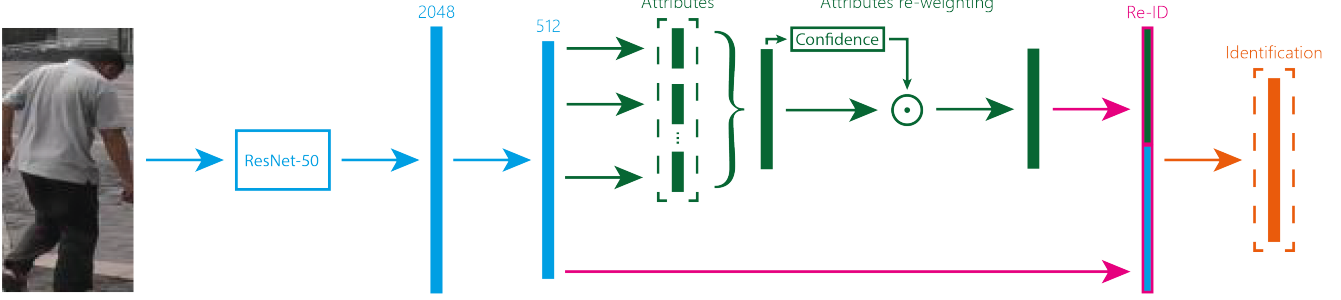 2048
512
Attributes
Attributes re-weighting
Re-ID
Confidence
Identification
ResNet-50
...